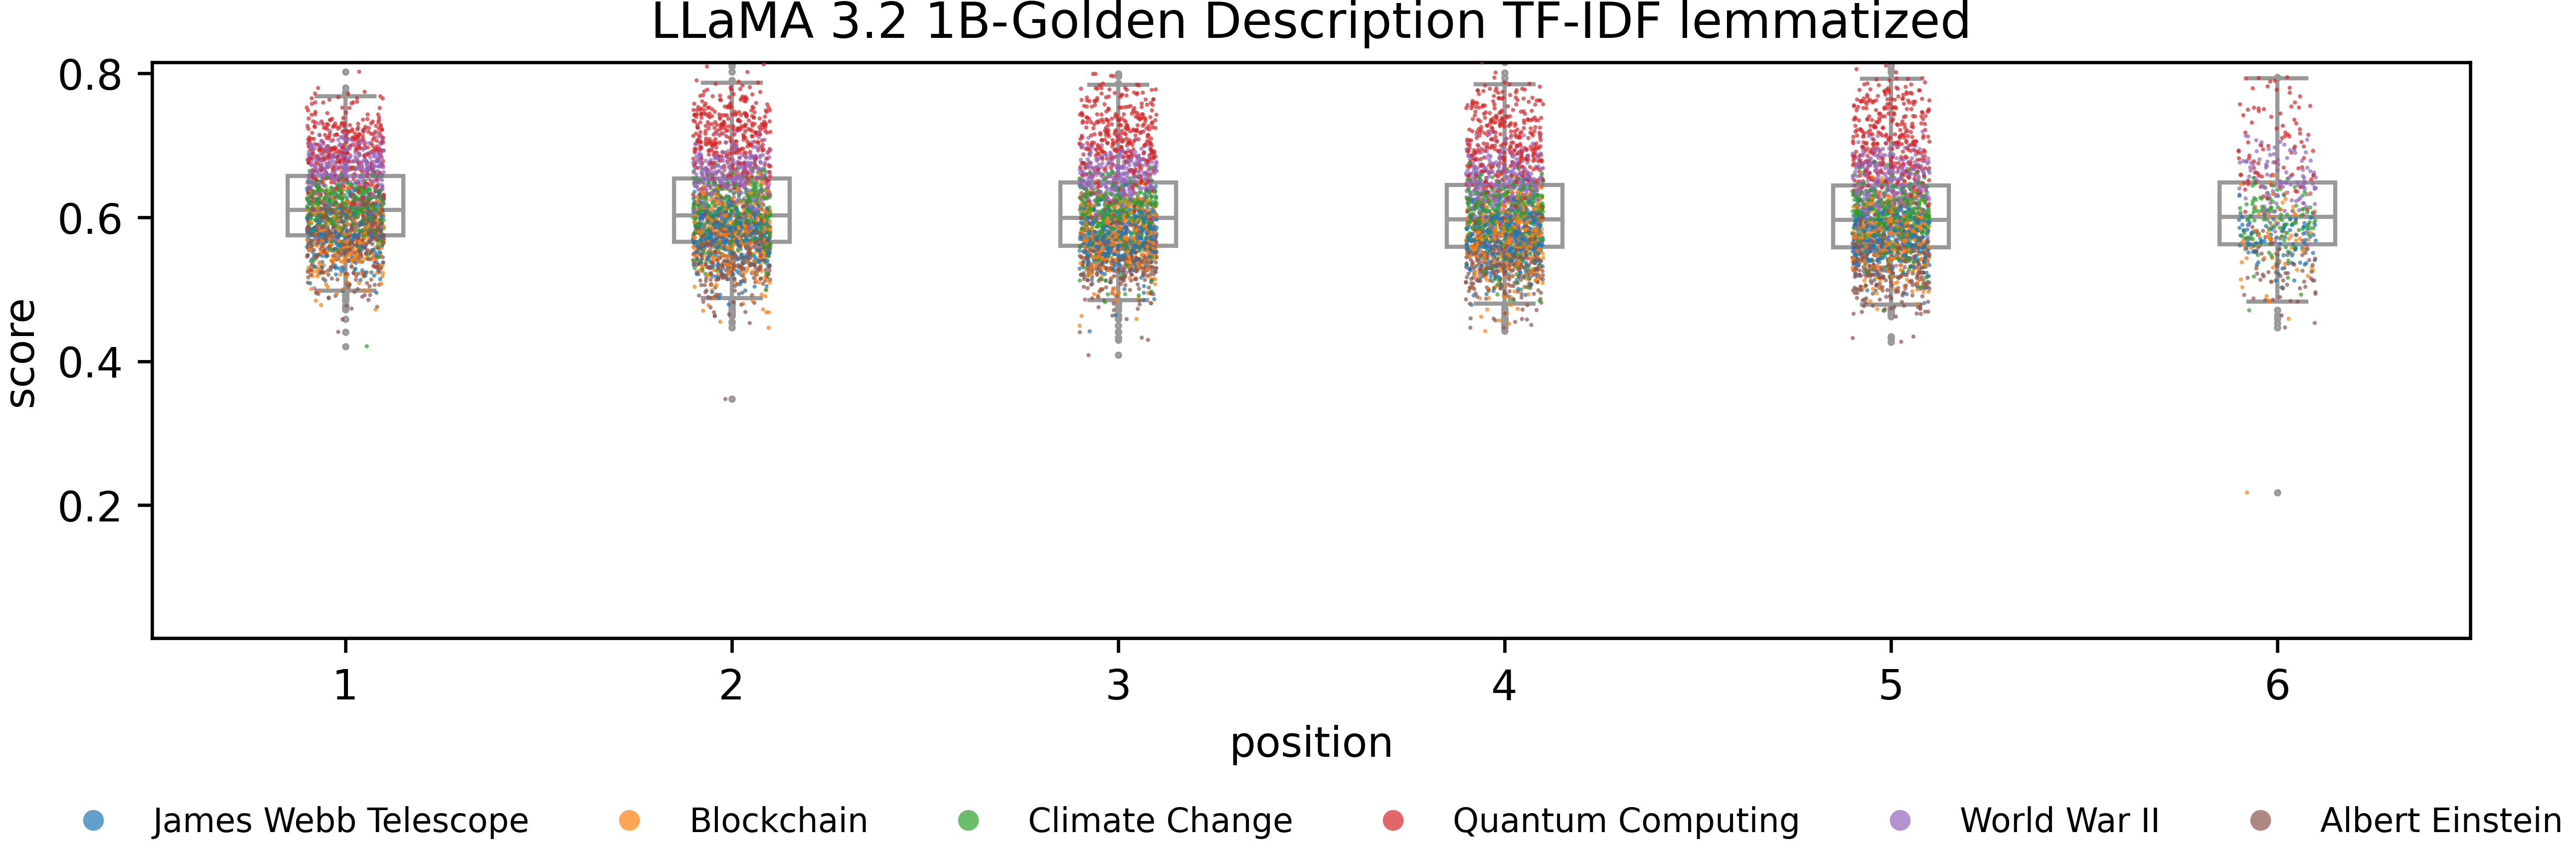 LLaMA 3.2 1B-Golden Description TF-IDF lemmatized
0.8
0.6
0.4
0.2
score
1 2 3 4 5 6
position
James Webb Telescope Blockchain Climate Change Quantum Computing World War II Albert Einstein